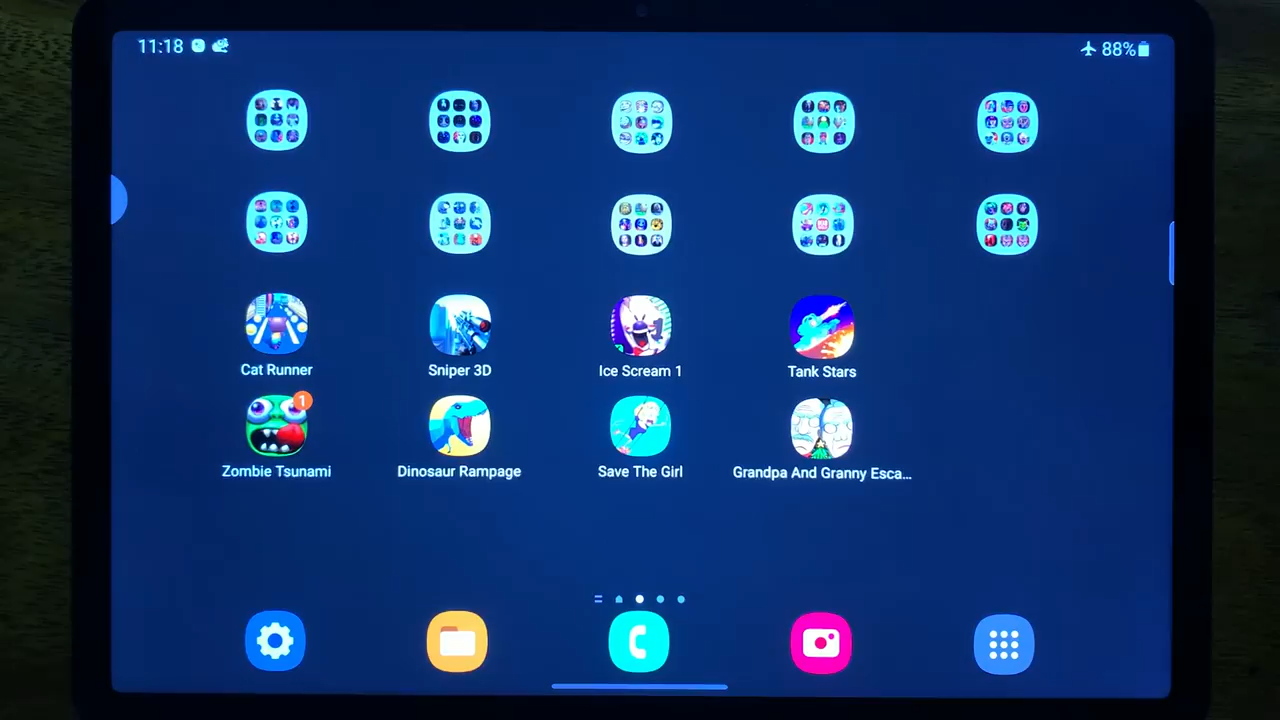 11:18
88%
Cat Runner
Sniper 3D
Ice Scream 1
Tank Stars
1
Zombie Tsunami
Dinosaur Rampage
Save The Girl
Grandpa And Granny Esca...